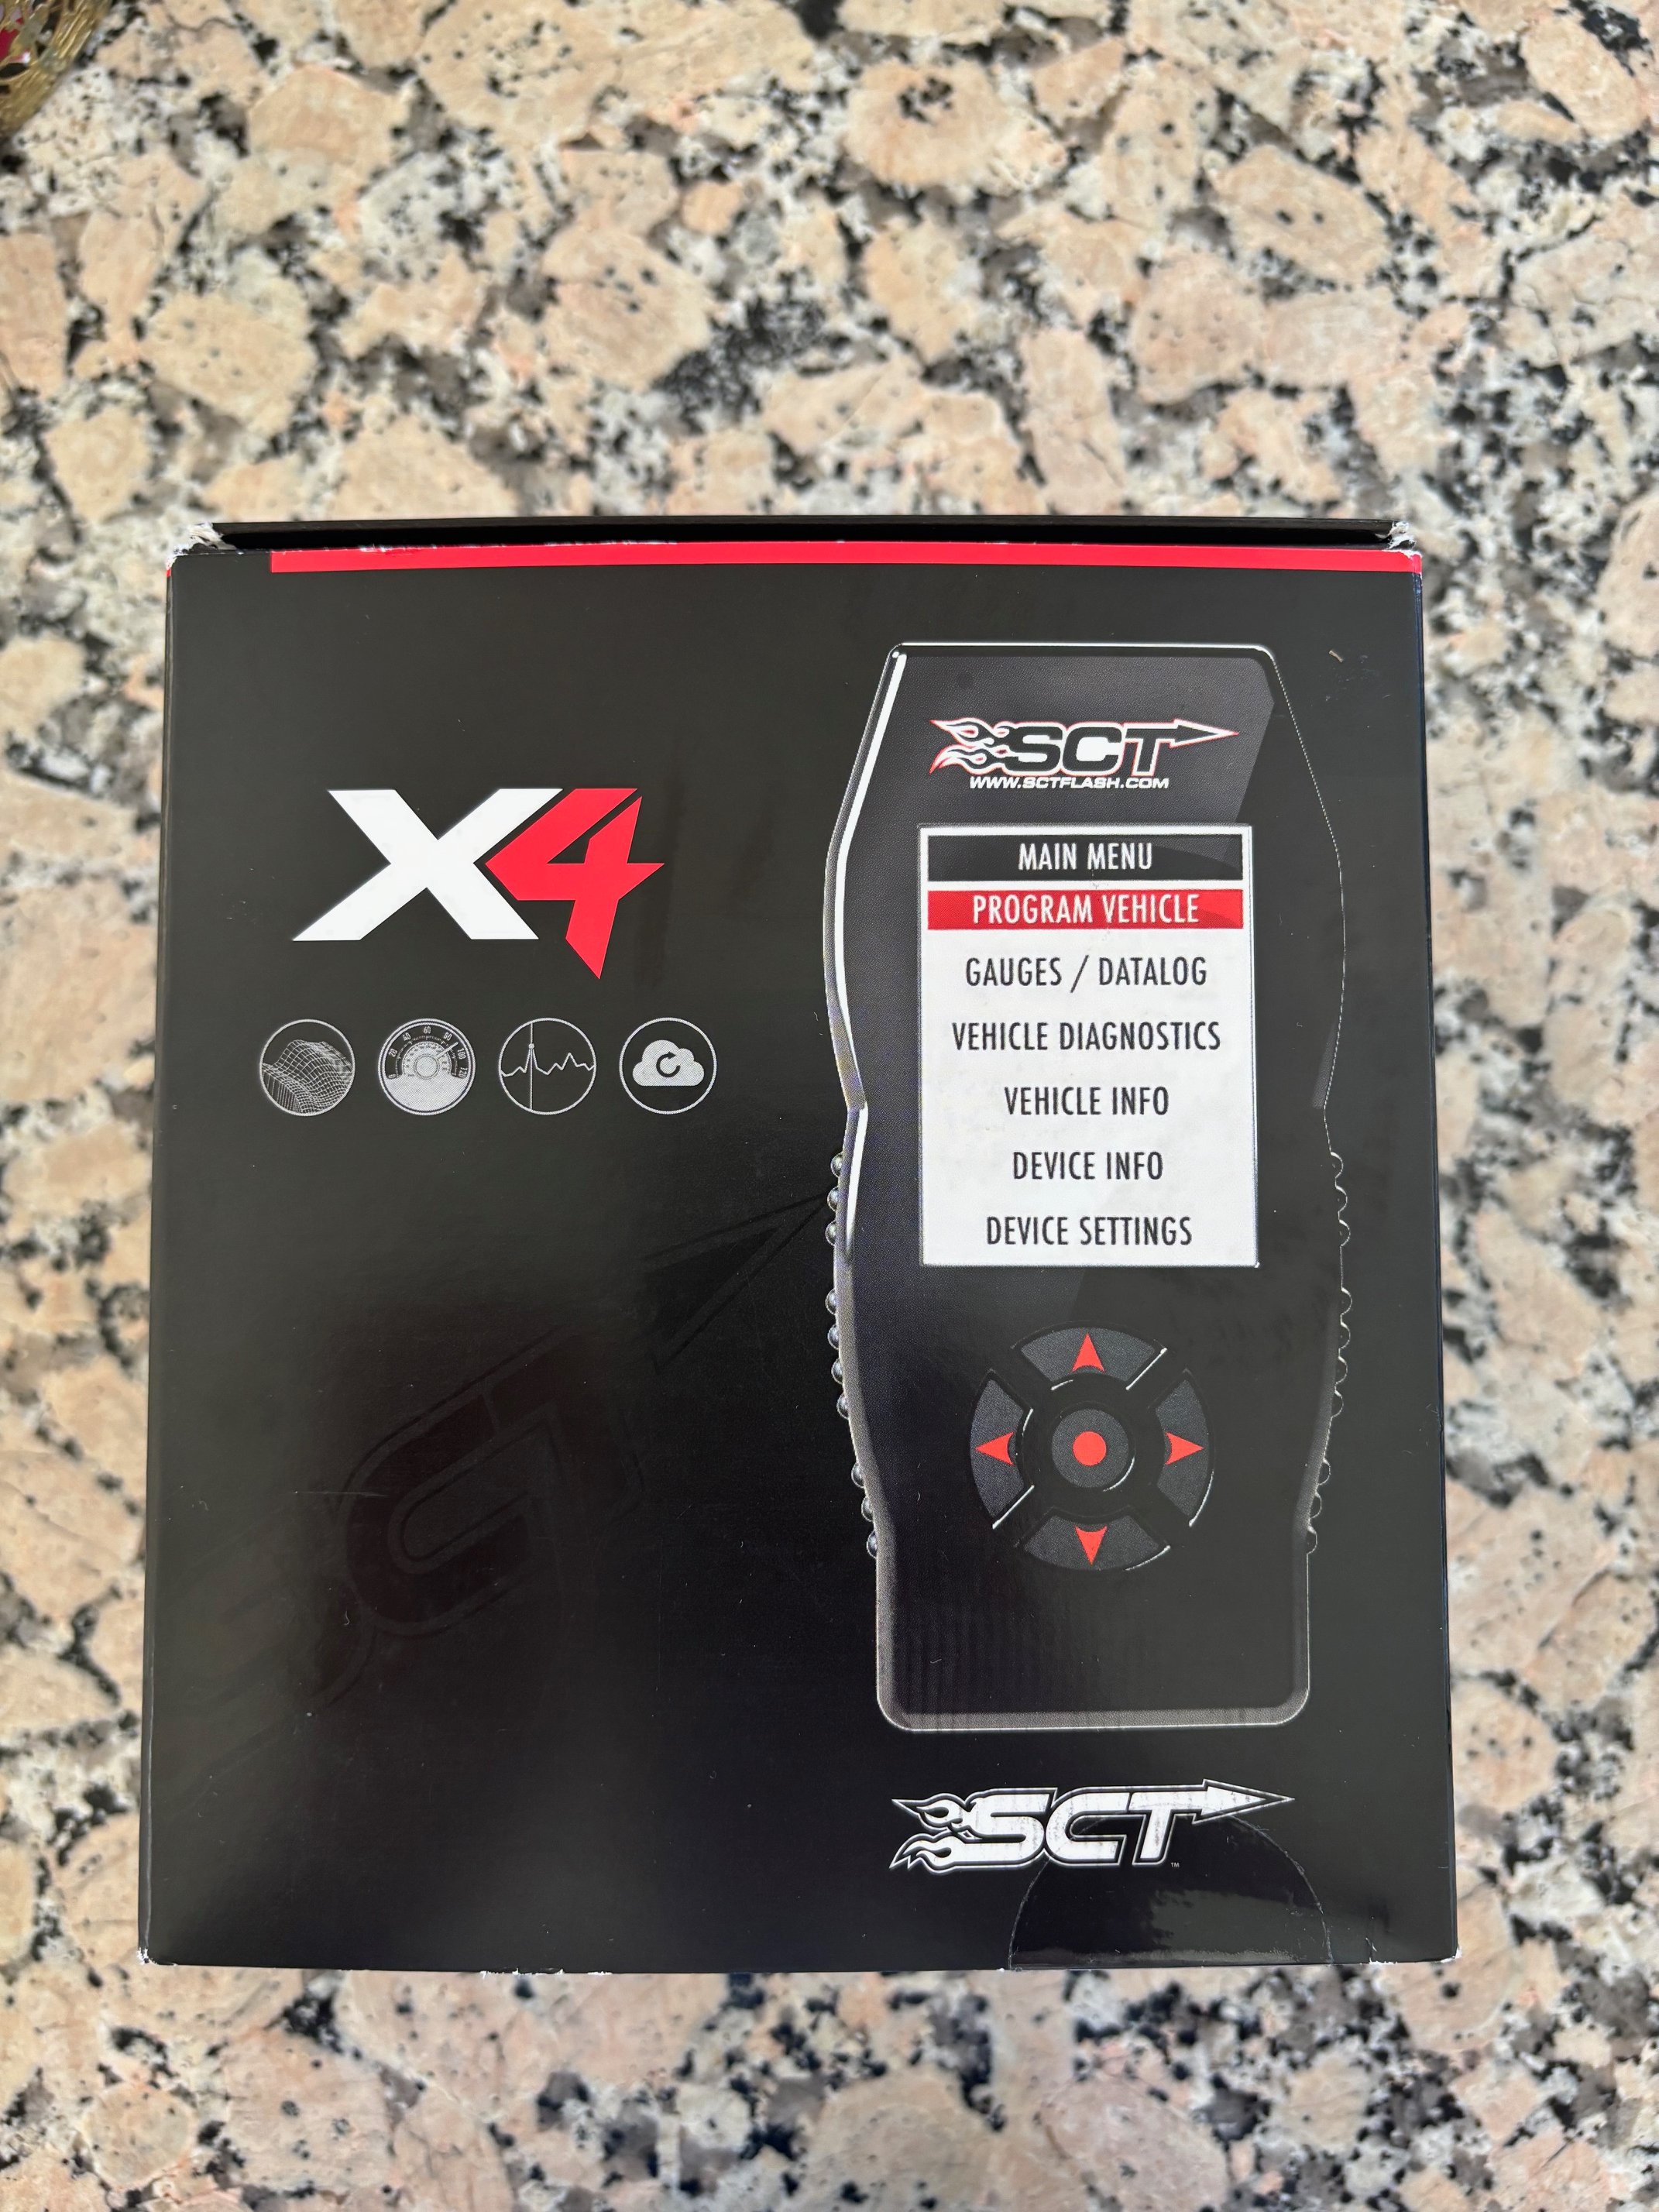 X4
SCT
WWW.SCTFLASH.COM
MAIN MENU
PROGRAM VEHICLE
GAUGES / DATALOG
VEHICLE DIAGNOSTICS
VEHICLE INFO
DEVICE INFO
DEVICE SETTINGS
SCT
SCT™